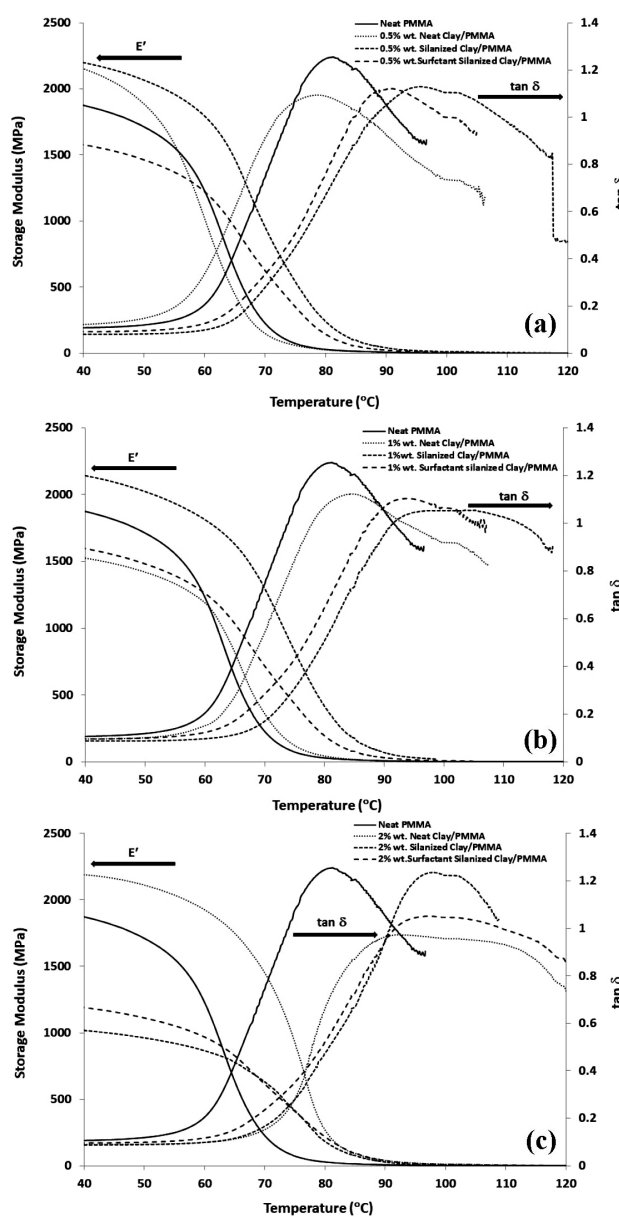 1.4
2500
Neat PMMA
0.5% wt. Neat Clay/PMMA
E'
0.5% wt. Silanized Clay/PMMA
0.5% wt.Surfctant Silanized Clay/PMMA
1.2
2000
tan δ
1
Storage Modulus (MPa)
1500
0.8
tan δ
0.6
1000
0.4
500
0.2
(a)
0
0
40 50 60 70 80 90 100 110 120
Temperature (°C)
2500
1.4
Neat PMMA
1% wt. Neat Clay/PMMA
E'
1%wt. Silanized Clay/PMMA
1% wt. Surfactant silanized Clay/PMMA
1.2
2000
tan δ
1
Storage Modulus (MPa)
1500
0.8
tan δ
0.6
1000
0.4
500
0.2
(b)
0
0
40 50 60 70 80 90 100 110 120
Temperature (°C)
2500
1.4
Neat PMMA
2% wt. Neat Clay/PMMA
E'
2% wt. Silanized Clay/PMMA
2% wt.Surfactant Silanized Clay/PMMA
1.2
2000
tan δ
1
Storage Modulus (MPa)
1500
0.8
tan δ
0.6
1000
0.4
500
0.2
(c)
0
0
40 50 60 70 80 90 100 110 120
Temperature (°C)